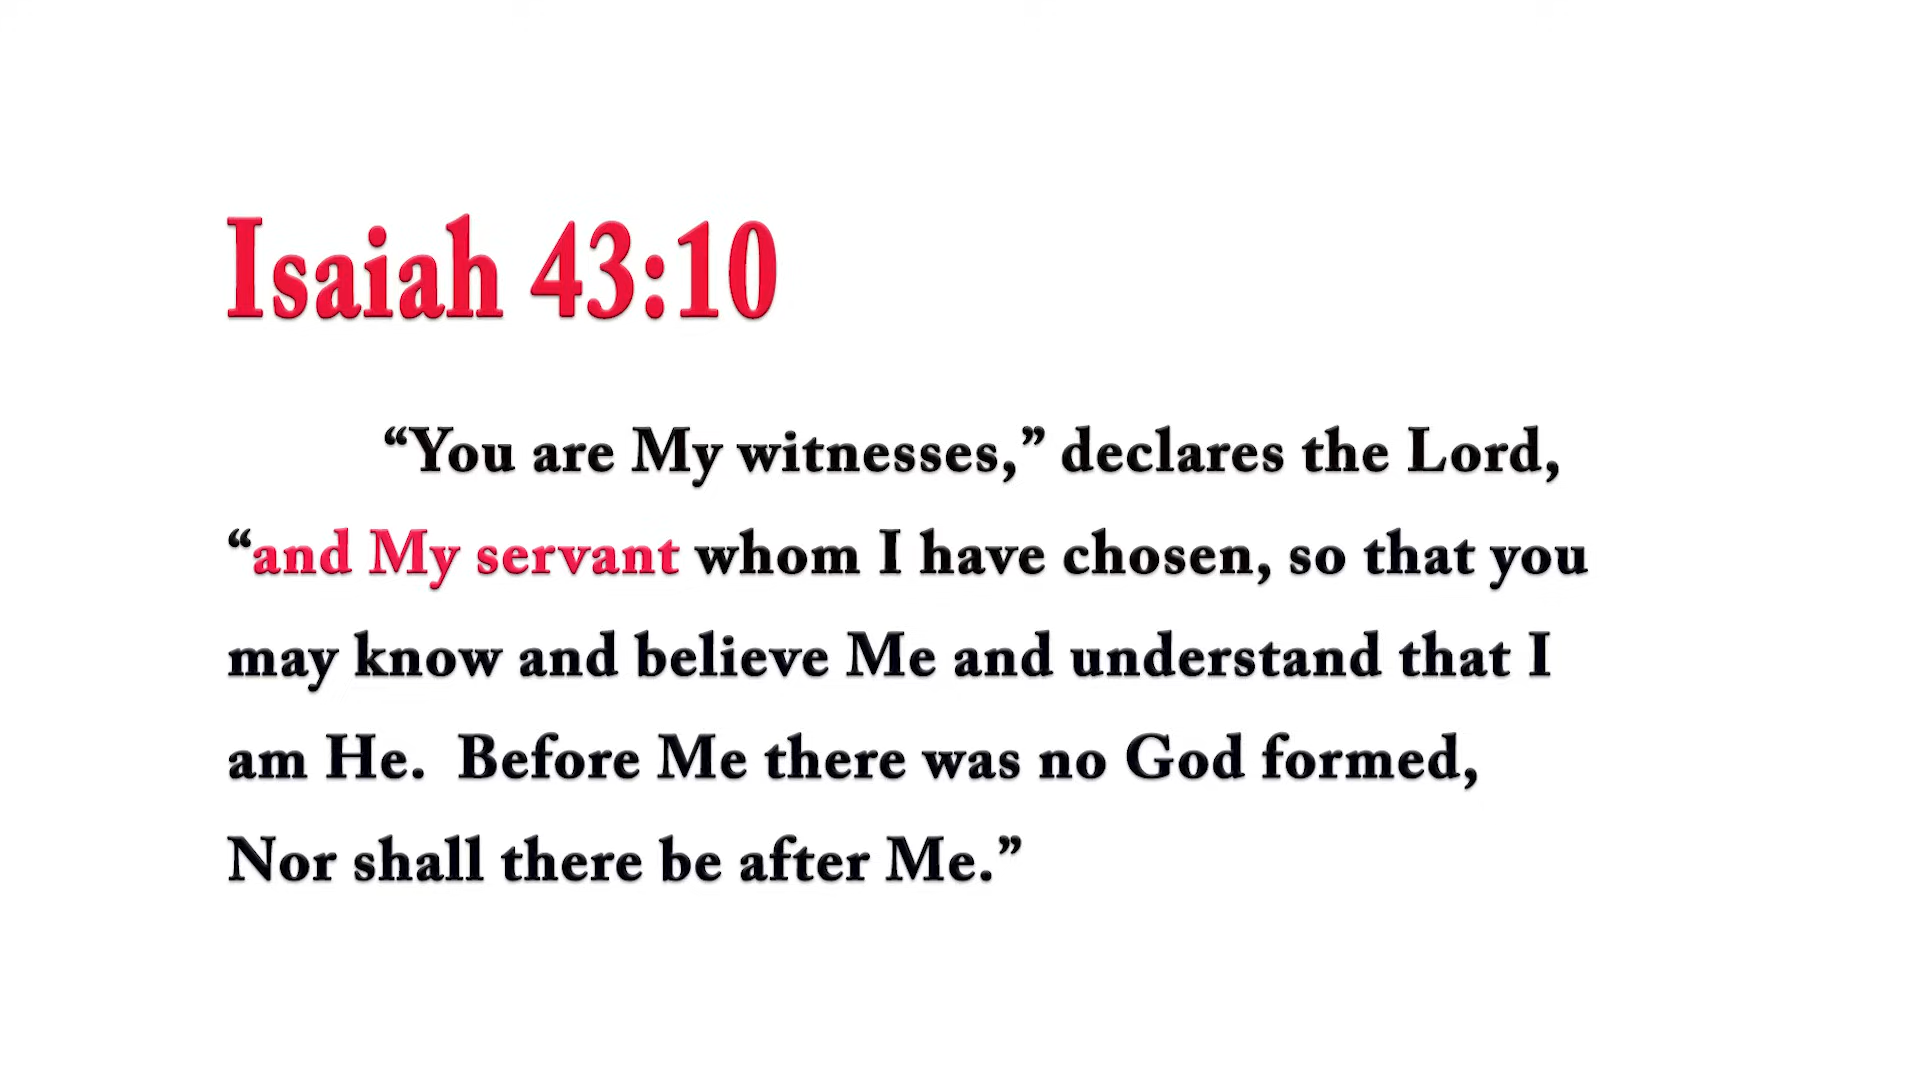 Isaiah 43:10
“You are My witnesses,” declares the Lord,
“and My servant whom I have chosen, so that you
may know and believe Me and understand that I
am He.  Before Me there was no God formed,
Nor shall there be after Me.”